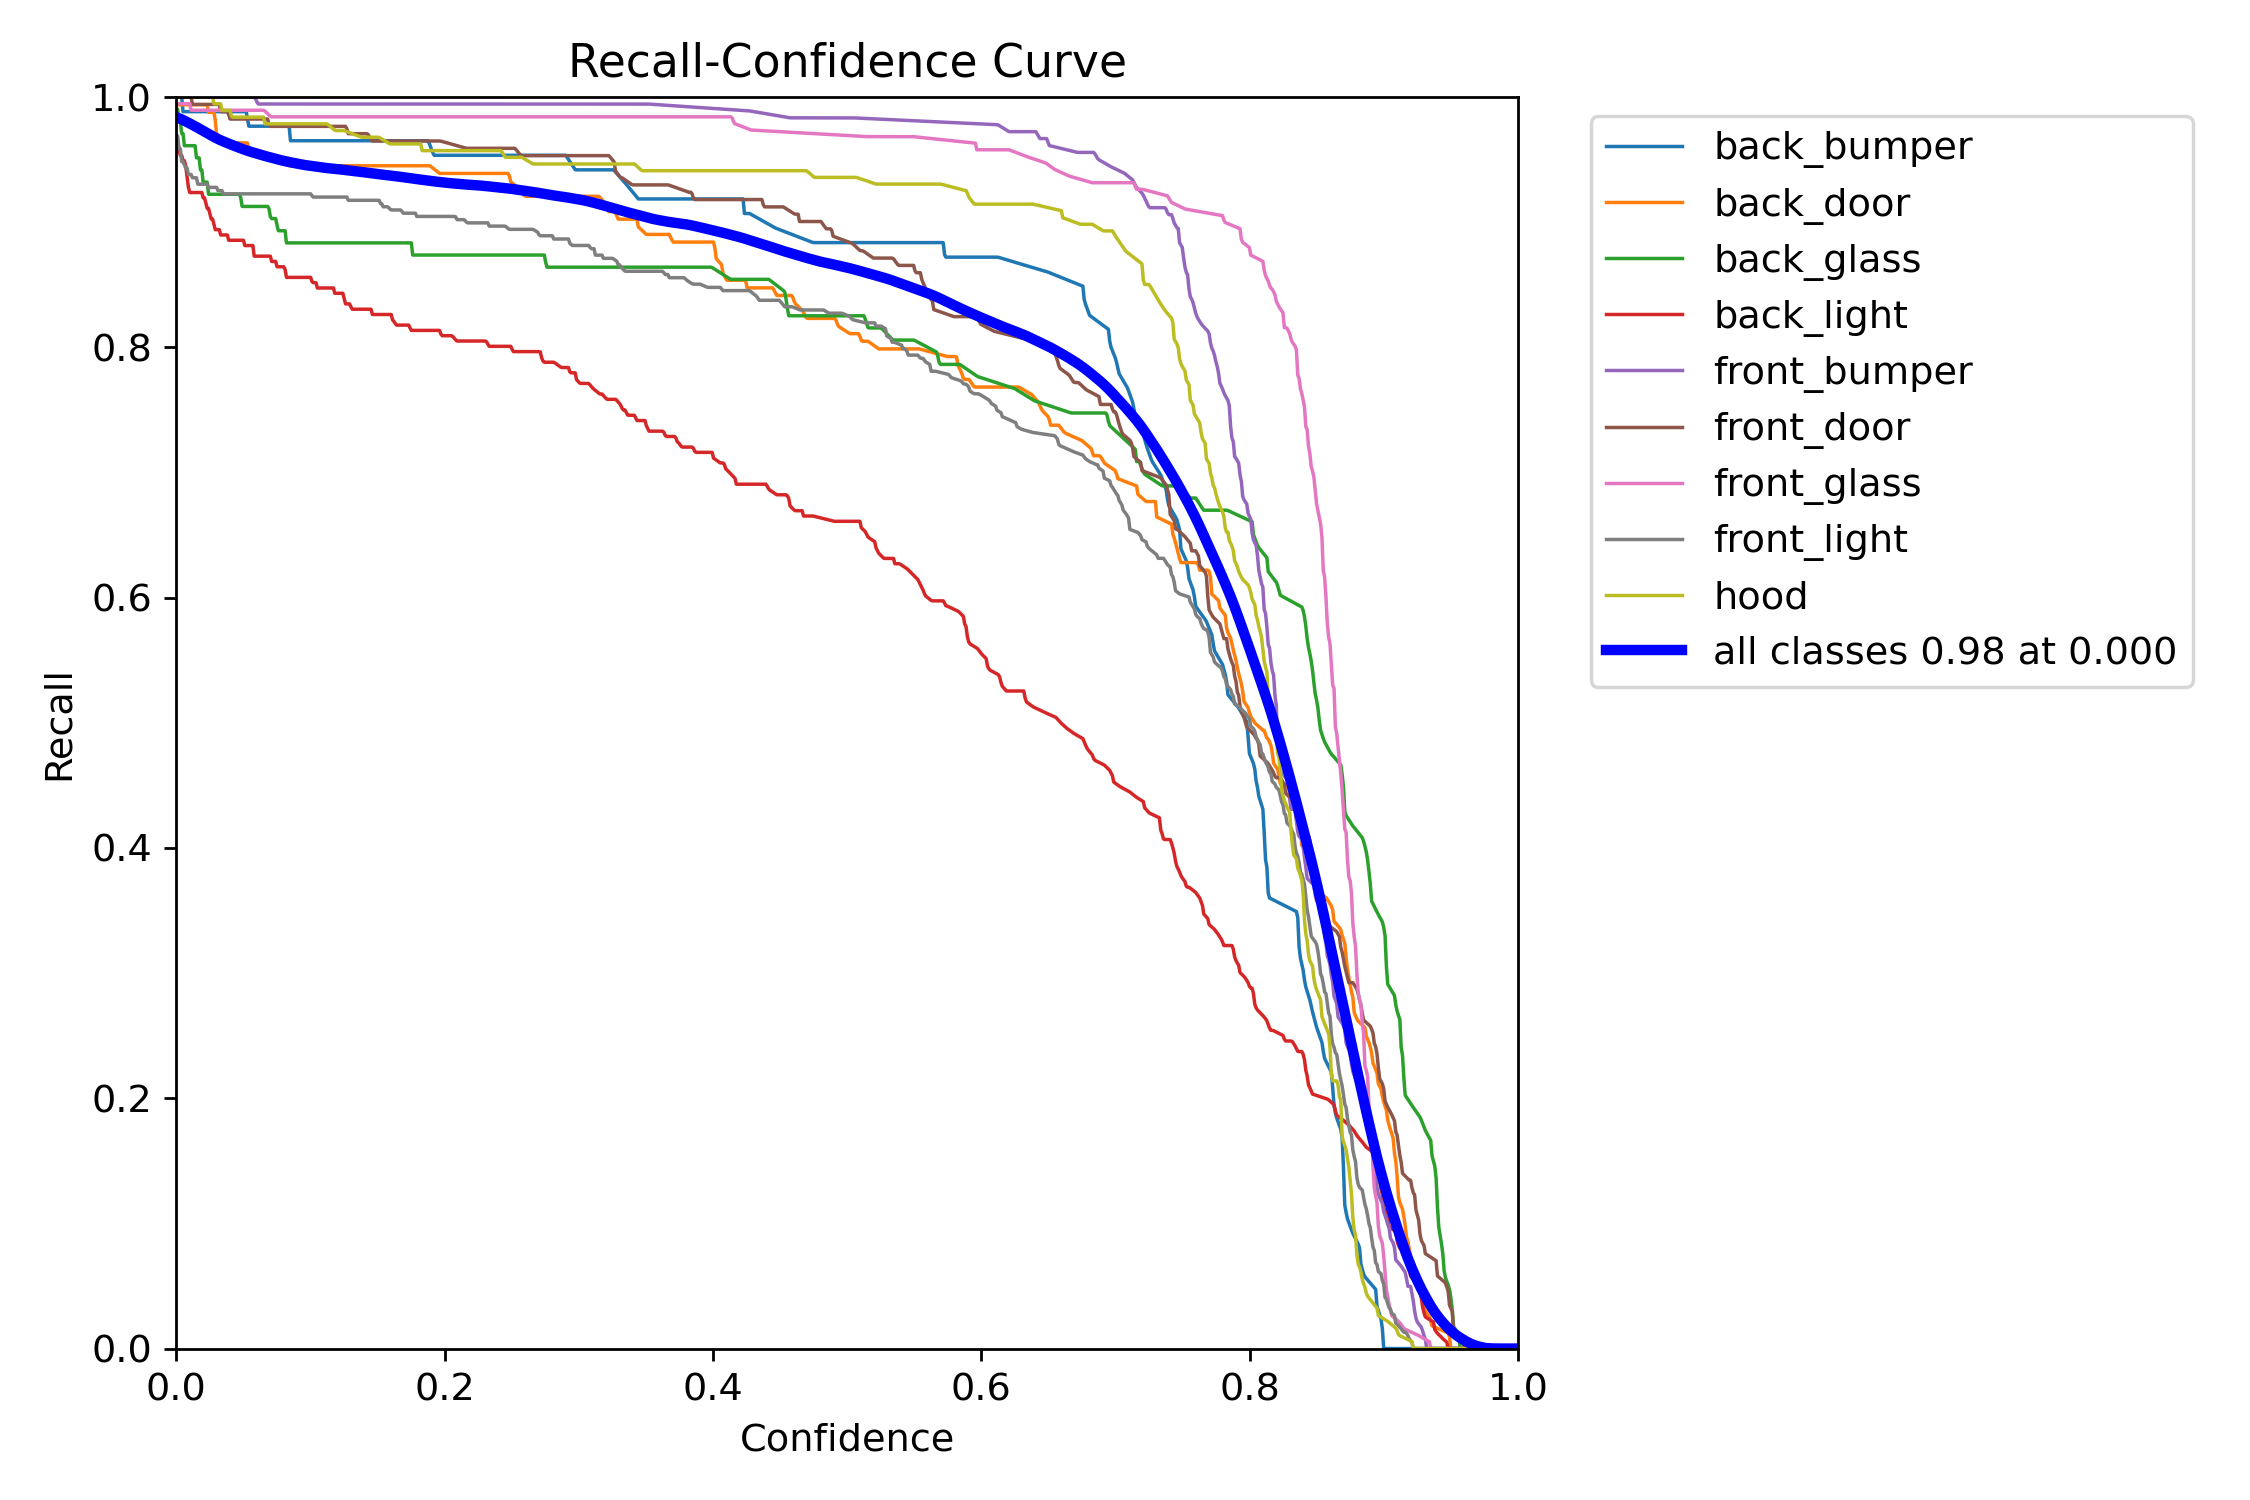 Recall-Confidence Curve
1.0
0.8
0.6
0.4
0.2
0.0
Recall
0.0 0.2 0.4 0.6 0.8 1.0
Confidence
back_bumper
back_door
back_glass
back_light
front_bumper
front_door
front_glass
front_light
hood
all classes 0.98 at 0.000